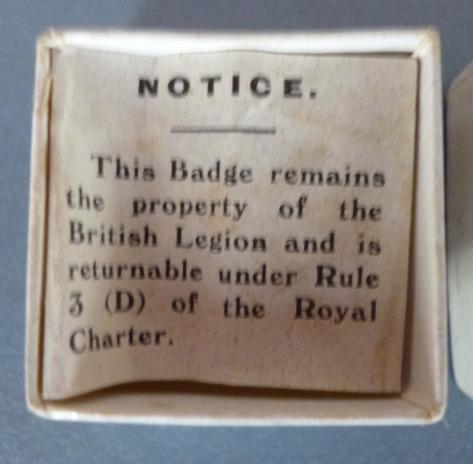 NOTICE.
This Badge remains
the property of the
British Legion and is
returnable under Rule
3 (D) of the Royal
Charter.